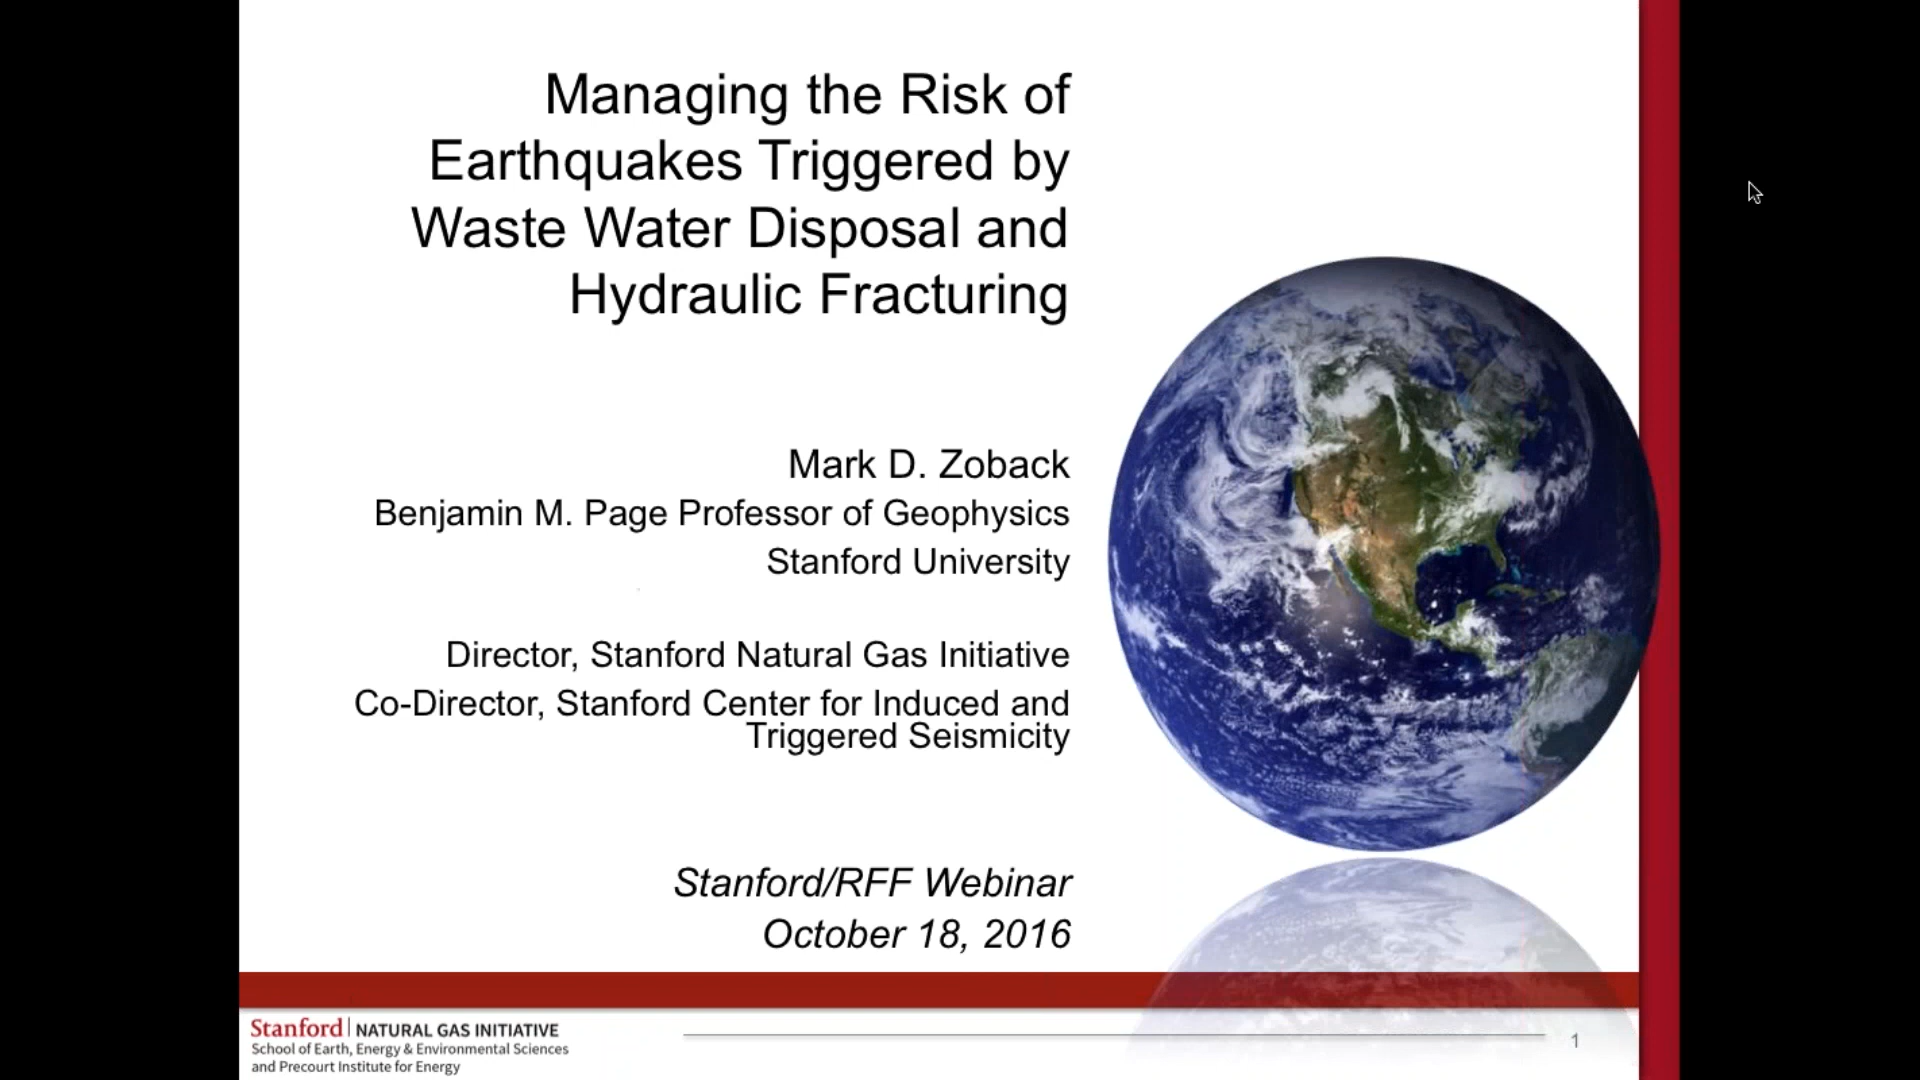 Managing the Risk of
Earthquakes Triggered by
Waste Water Disposal and
Hydraulic Fracturing
Mark D. Zoback
Benjamin M. Page Professor of Geophysics
Stanford University
Director, Stanford Natural Gas Initiative
Co-Director, Stanford Center for Induced and
Triggered Seismicity
Stanford/RFF Webinar
October 18, 2016
Stanford | NATURAL GAS INITIATIVE
School of Earth, Energy & Environmental Sciences
and Precourt Institute for Energy
1